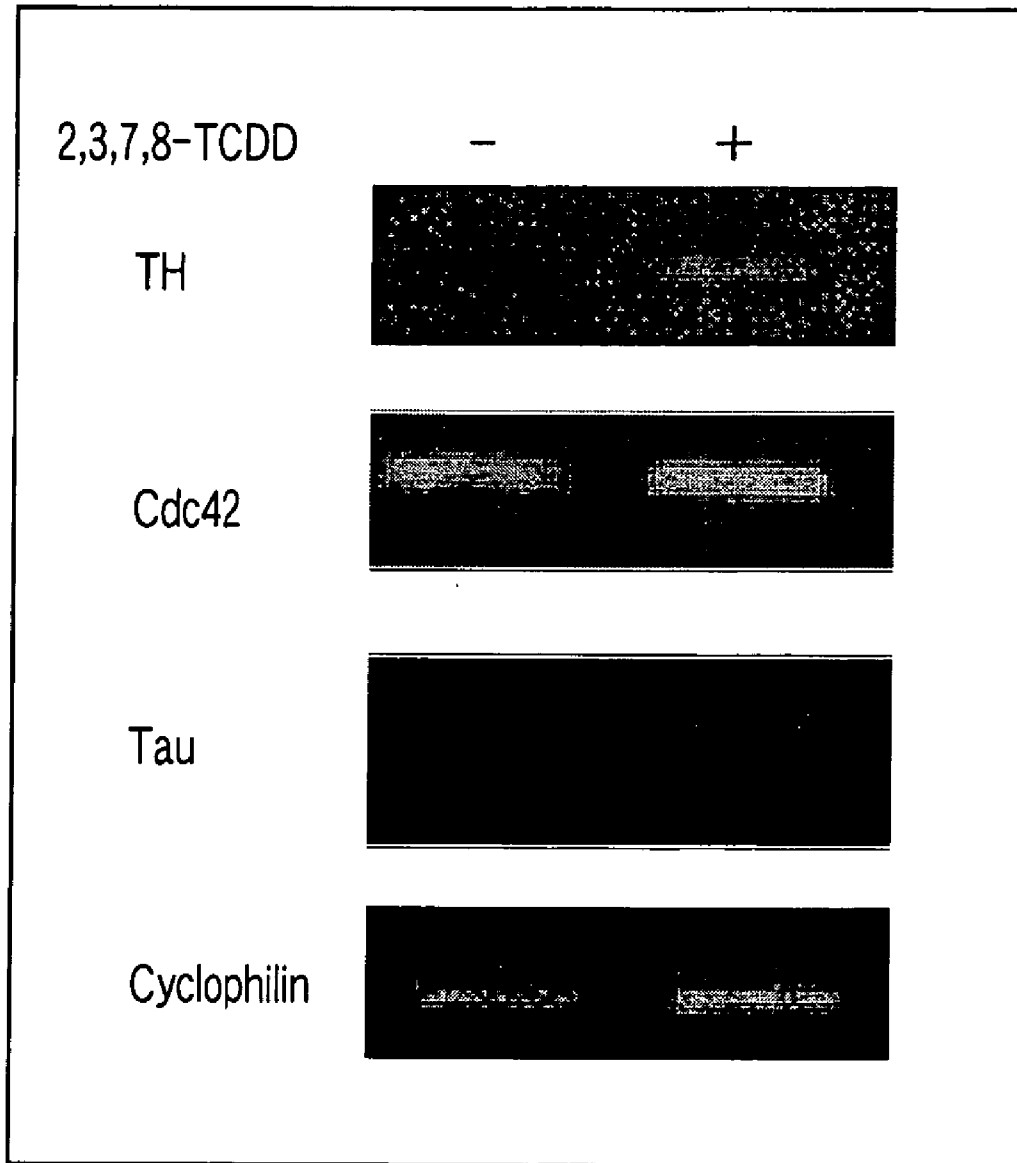 2,3,7,8-TCDD - +
TH
Cdc42
Tau
Cyclophilin